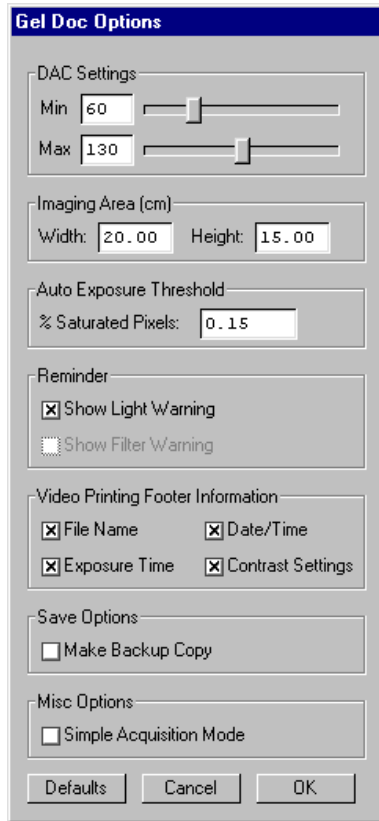 Gel Doc Options
DAC Settings
Min 60
Max 130
Imaging Area (cm)
Width: 20.00 Height: 15.00
Auto Exposure Threshold
% Saturated Pixels: 0.15
Reminder
Show Light Warning
Show Filter Warning
Video Printing Footer Information
File Name Date/Time
Exposure Time Contrast Settings
Save Options
Make Backup Copy
Misc Options
Simple Acquisition Mode
Defaults Cancel OK